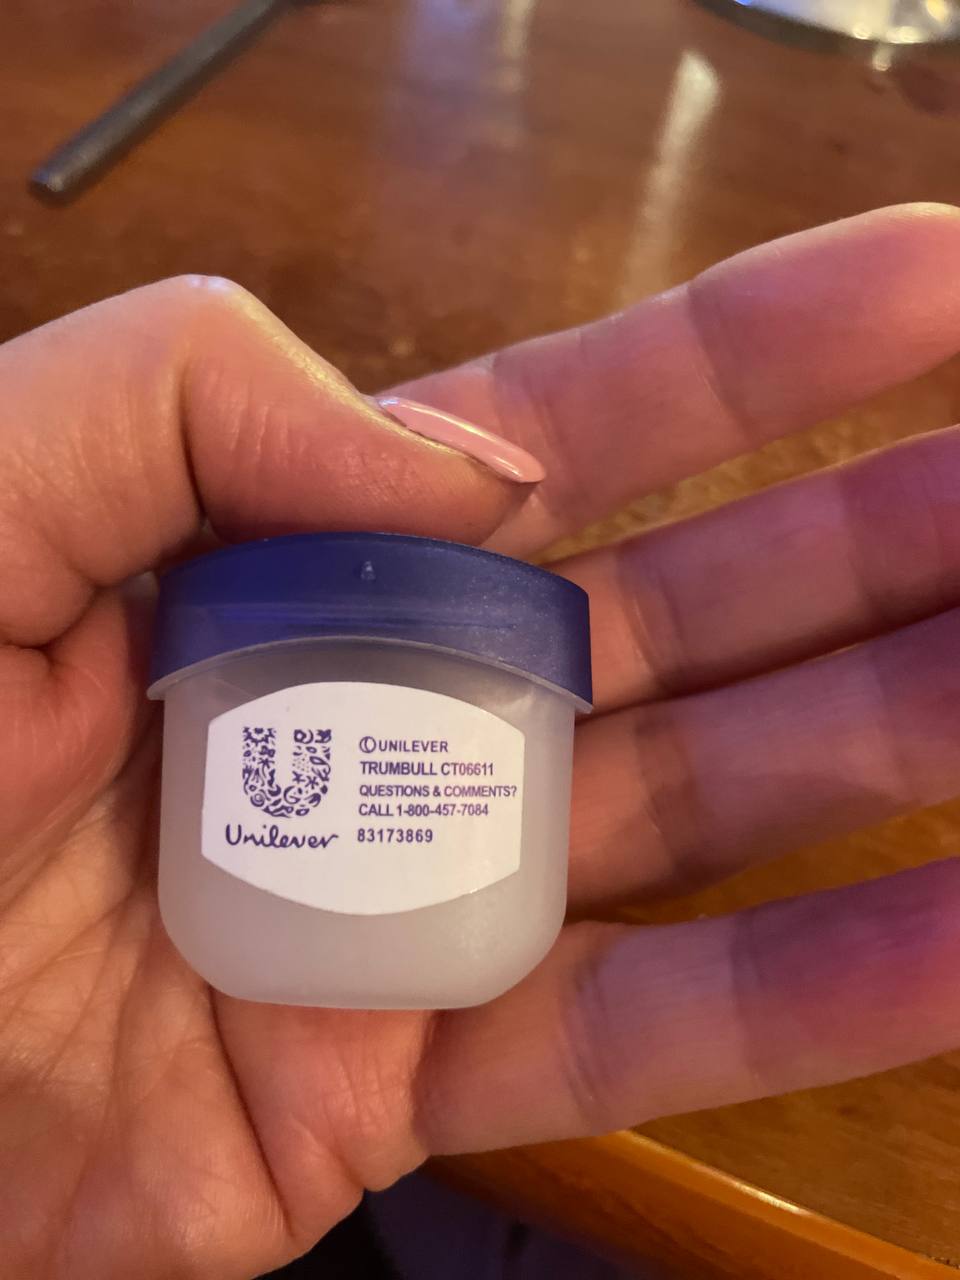 Unilever
©UNILEVER
TRUMBULL CT06611
QUESTIONS & COMMENTS?
CALL 1-800-457-7084
83173869